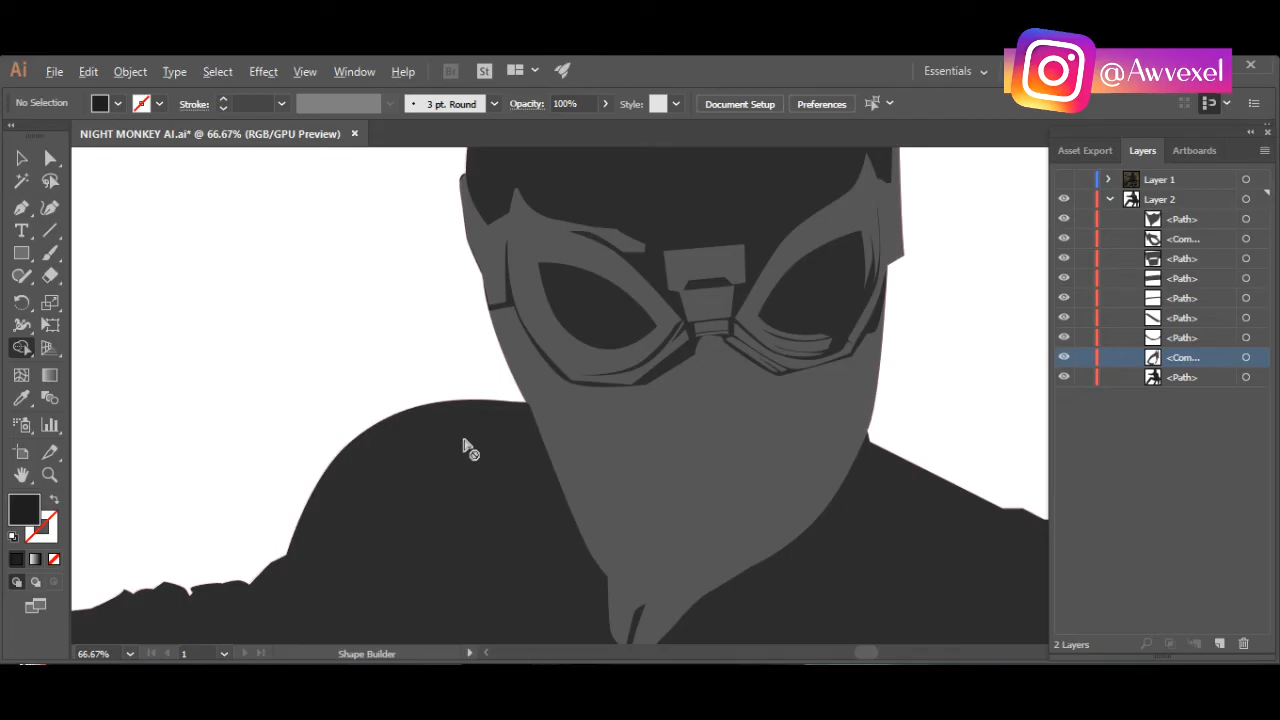 @Awvexel
Ai File Edit Object Type Select Effect View Window Help Br St Essentials
No Selection Stroke: 3 pt. Round Opacity: 100% Style: Document Setup Preferences
NIGHT MONKEY AI.ai* @ 66.67% (RGB/GPU Preview)
Asset Export Layers Artboards
Layer 1
Layer 2
<Path>
<Com...
<Path>
<Path>
<Path>
<Path>
<Path>
<Com...
<Path>
66.67% 1 Shape Builder
2 Layers